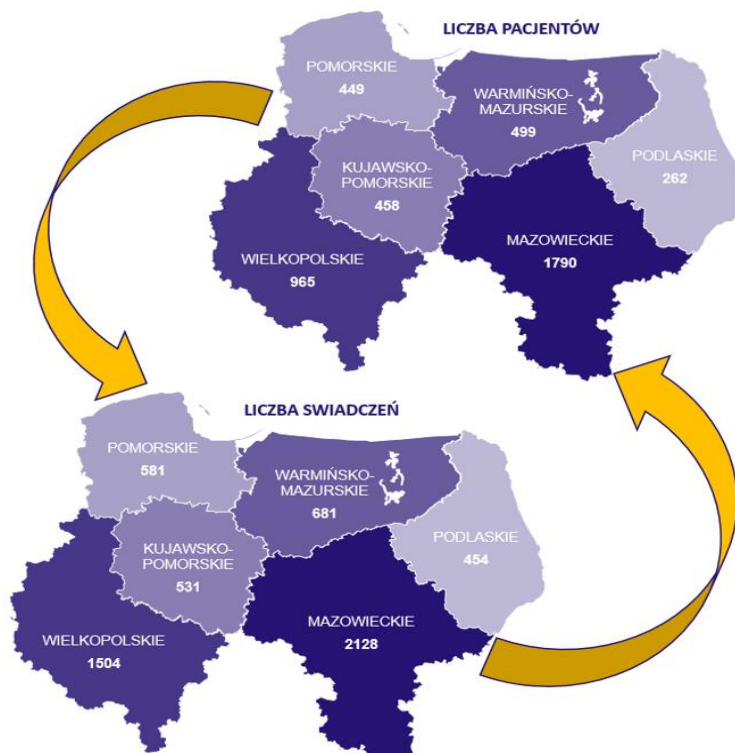 LICZBA PACJENTÓW
POMORSKIE
449
WARMIŃSKO-
MAZURSKIE
499
PODLASKIE
262
KUJAWSKO-
POMORSKIE
458
MAZOWIECKIE
1790
WIELKOPOLSKIE
965
LICZBA SWIADCZEŃ
POMORSKIE
581
WARMIŃSKO-
MAZURSKIE
681
PODLASKIE
454
KUJAWSKO-
POMORSKIE
531
MAZOWIECKIE
2128
WIELKOPOLSKIE
1504